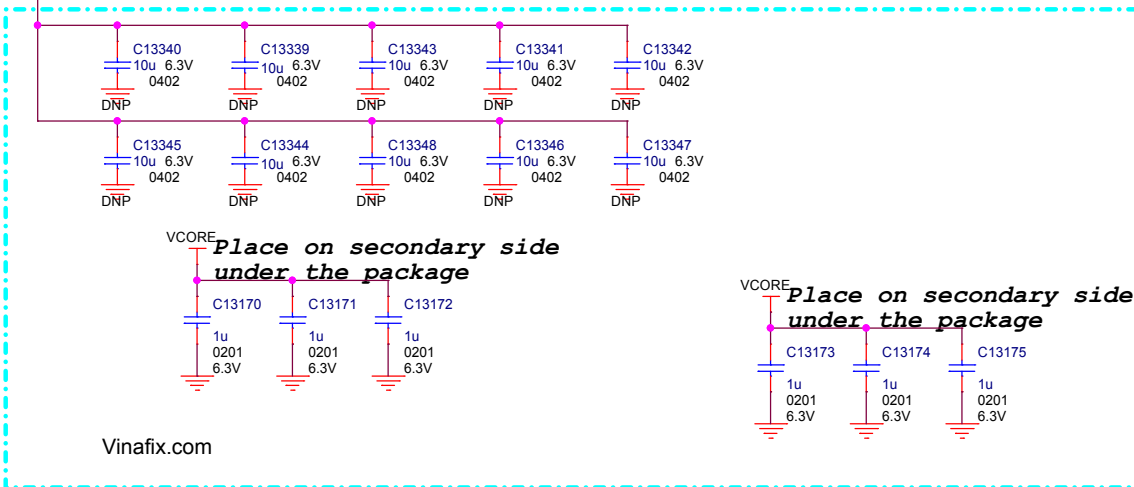 C13340 C13339 C13343 C13341 C13342
10u 6.3V 10u 6.3V 10u 6.3V 10u 6.3V 10u 6.3V
0402 0402 0402 0402 0402
DNP DNP DNP DNP DNP
C13345 C13344 C13348 C13346 C13347
10u 6.3V 10u 6.3V 10u 6.3V 10u 6.3V 10u 6.3V
0402 0402 0402 0402 0402
DNP DNP DNP DNP DNP
VCORE
Place on secondary side
under the package
C13170 C13171 C13172
1u 1u 1u
0201 0201 0201
6.3V 6.3V 6.3V
VCORE
Place on secondary side
under the package
C13173 C13174 C13175
1u 1u 1u
0201 0201 0201
6.3V 6.3V 6.3V
Vinafix.com